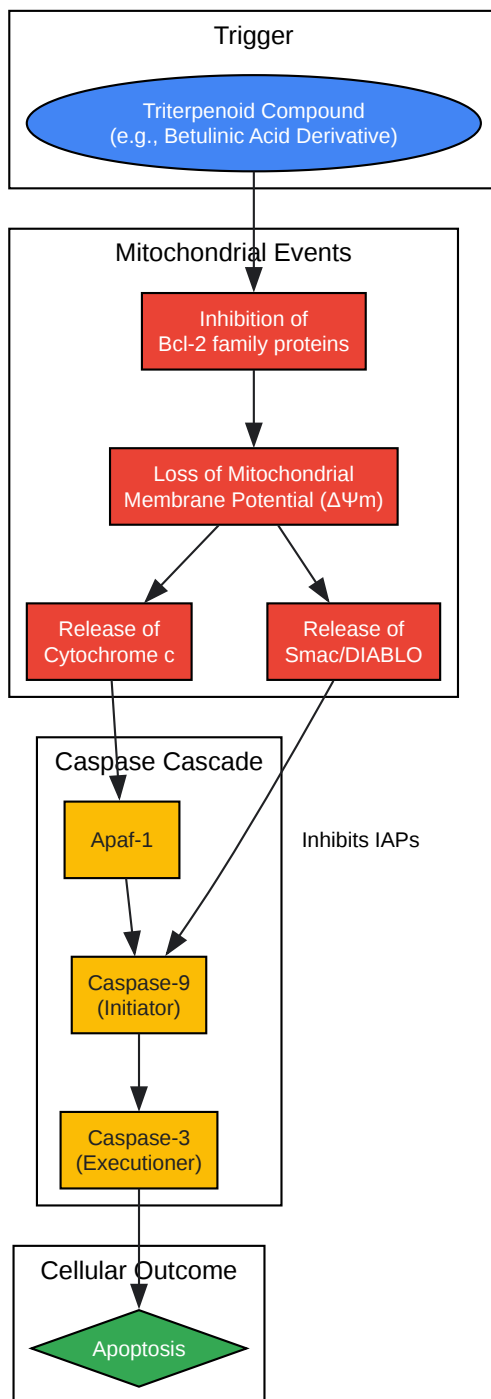 Trigger
Triterpenoid Compound
(e.g., Betulinic Acid Derivative)
Mitochondrial Events
Inhibition of
Bcl-2 family proteins
Loss of Mitochondrial
Membrane Potential (ΔΨm)
Release of
Cytochrome c
Release of
Smac/DIABLO
Caspase Cascade
Apaf-1
Inhibits IAPs
Caspase-9
(Initiator)
Caspase-3
(Executioner)
Cellular Outcome
Apoptosis